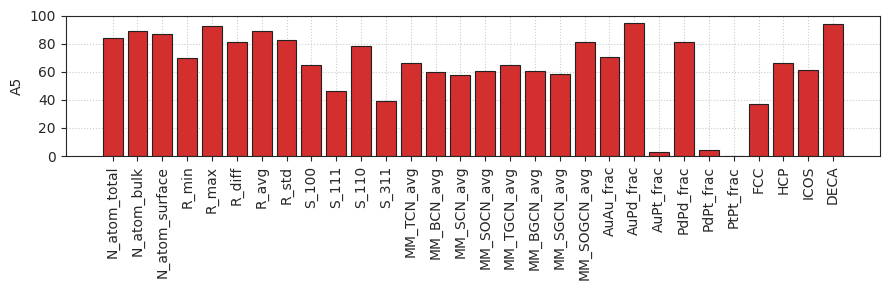 100
80
60
40
20
0
A5
N_atom_total
N_atom_bulk
N_atom_surface
R_min
R_max
R_diff
R_avg
R_std
S_100
S_111
S_110
S_311
MM_TCN_avg
MM_BCN_avg
MM_SCN_avg
MM_SOCN_avg
MM_TGCN_avg
MM_BGCN_avg
MM_SGCN_avg
MM_SOGCN_avg
AuAu_frac
AuPd_frac
AuPt_frac
PdPd_frac
PdPt_frac
PtPt_frac
FCC
HCP
ICOS
DECA